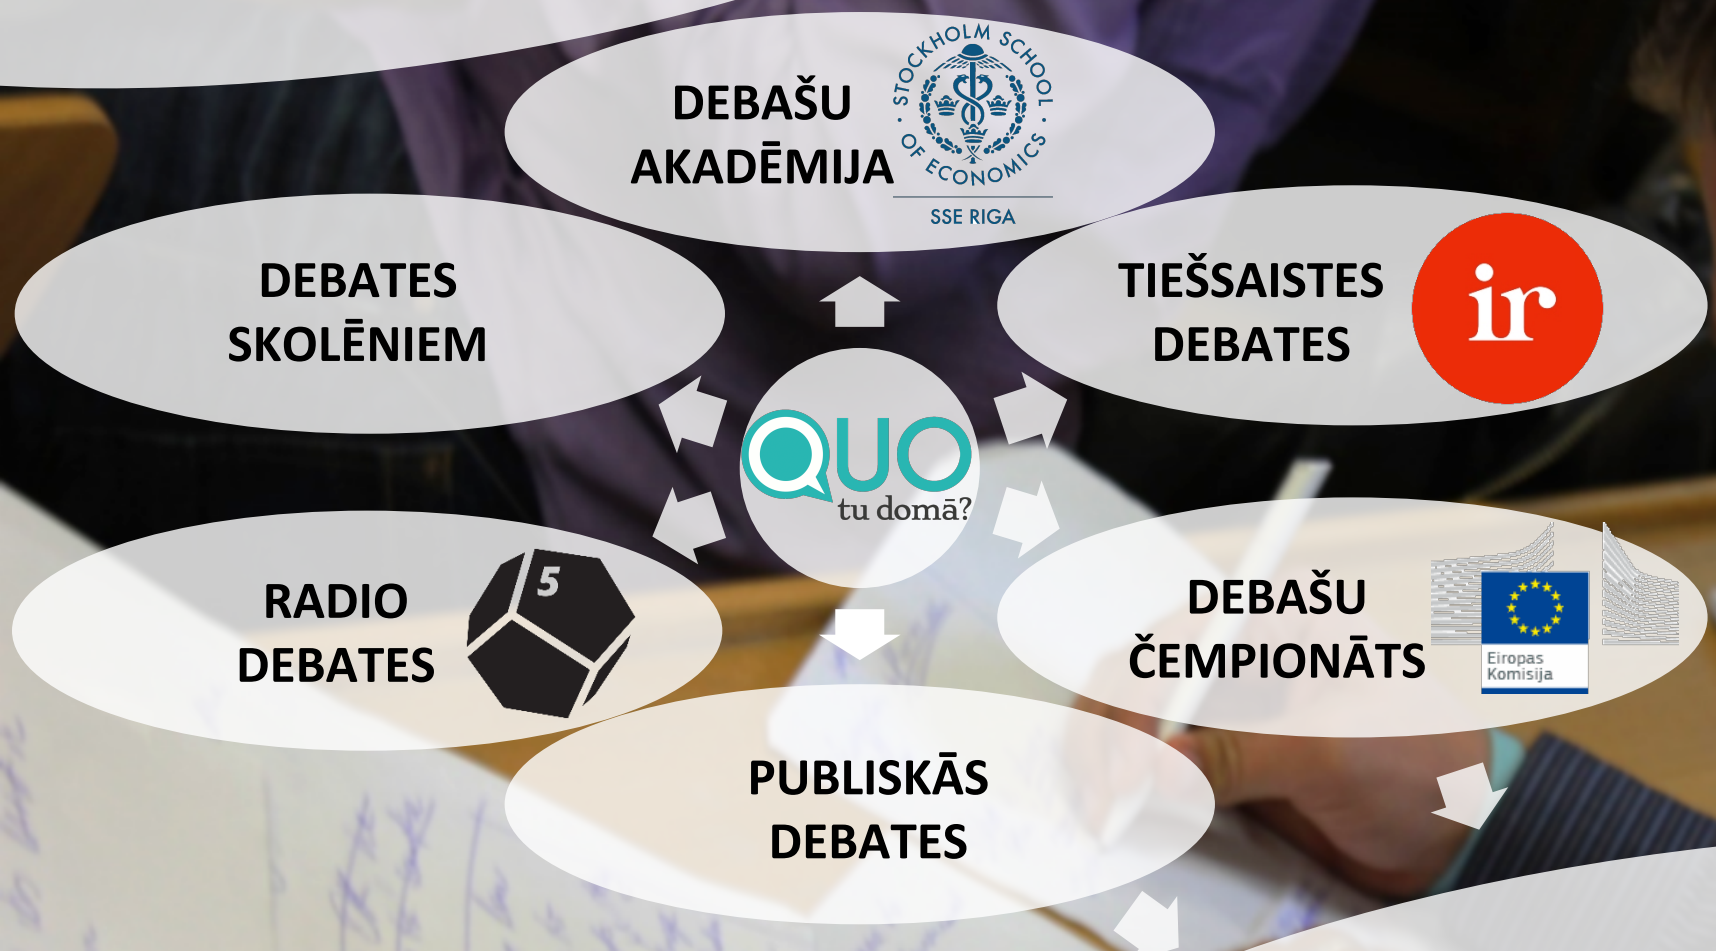 DEBAŠU
AKADĒMIJA
STOCKHOLM SCHOOL
OF ECONOMICS
SSE RIGA
DEBATES
SKOLĒNIEM
TIEŠSAISTES
DEBATES
ir
QUO
tu domā?
RADIO
DEBATES
5
DEBAŠU
ČEMPIONĀTS
Eiropas
Komisija
PUBLISKĀS
DEBATES